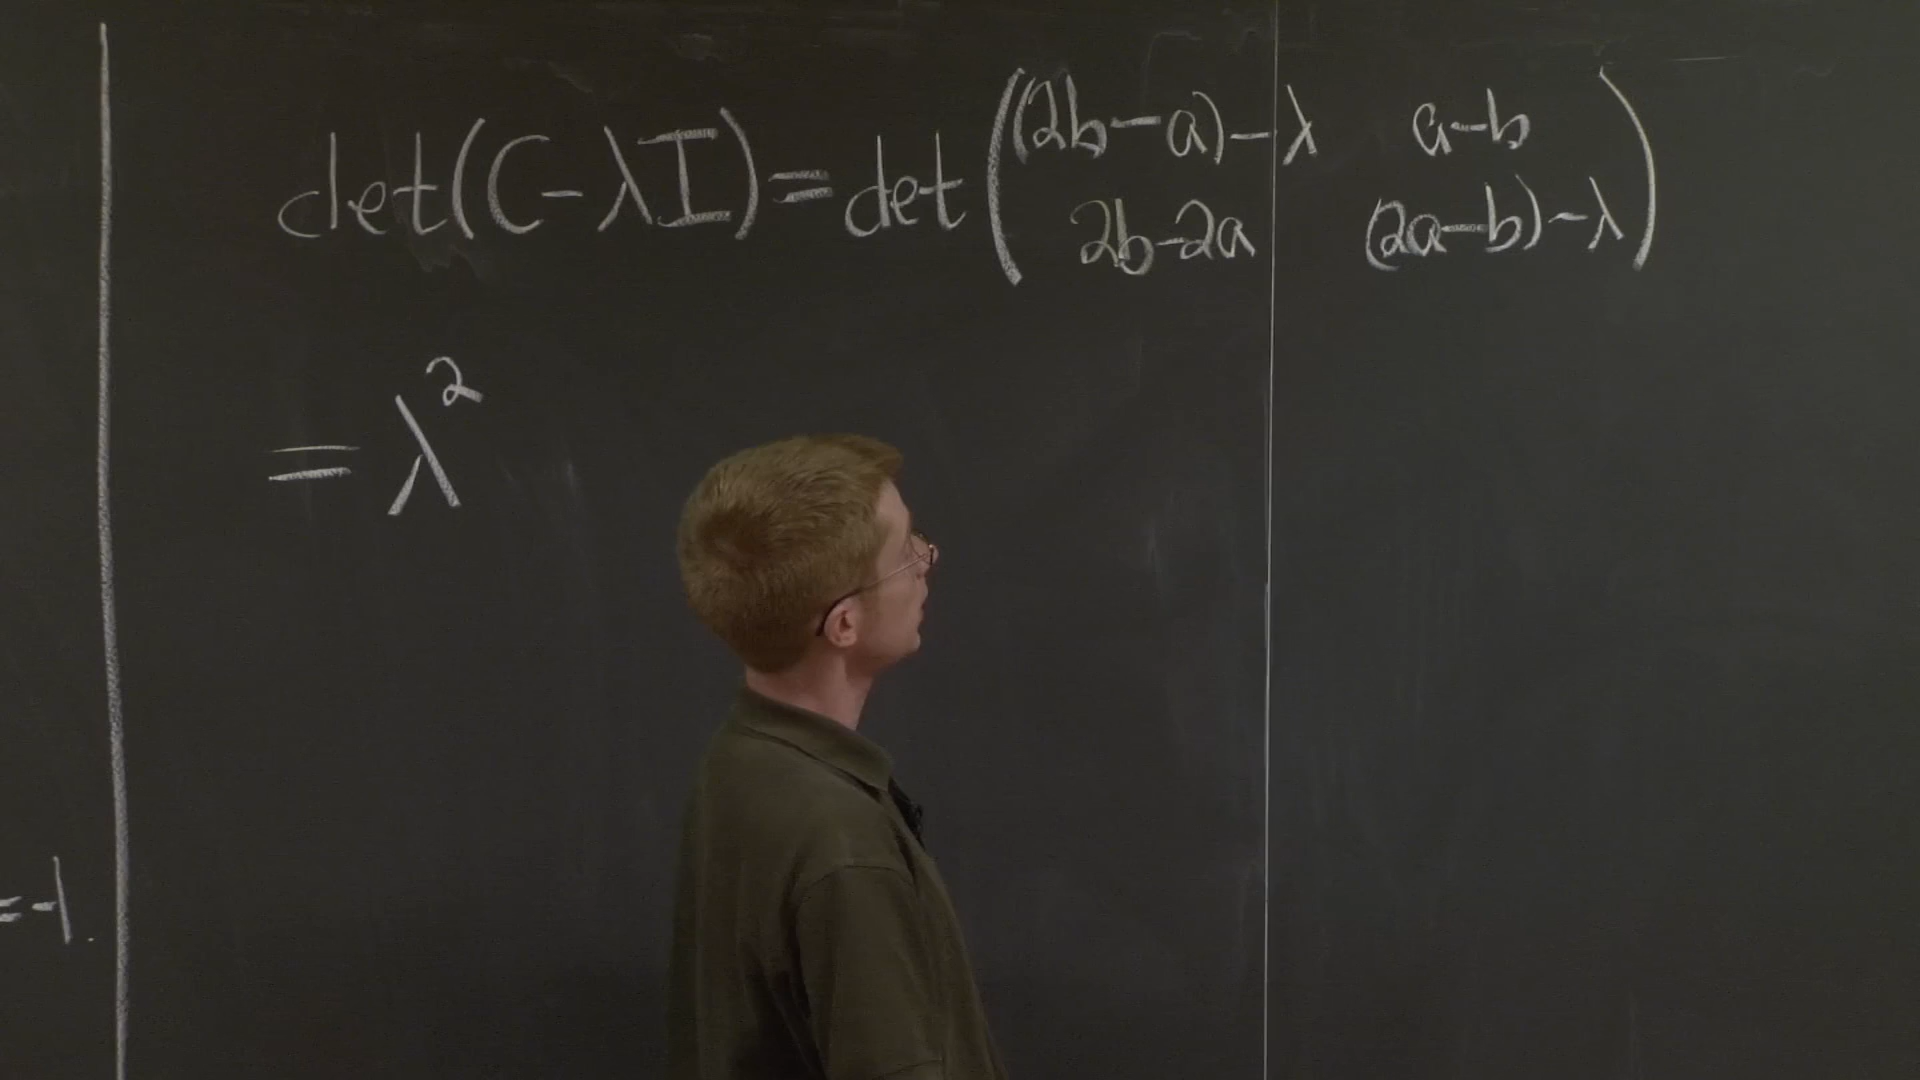 det(C-λI)=det((2b-a)-λ a-b
2b-2a (2a-b)-λ)
=λ²
=-1.